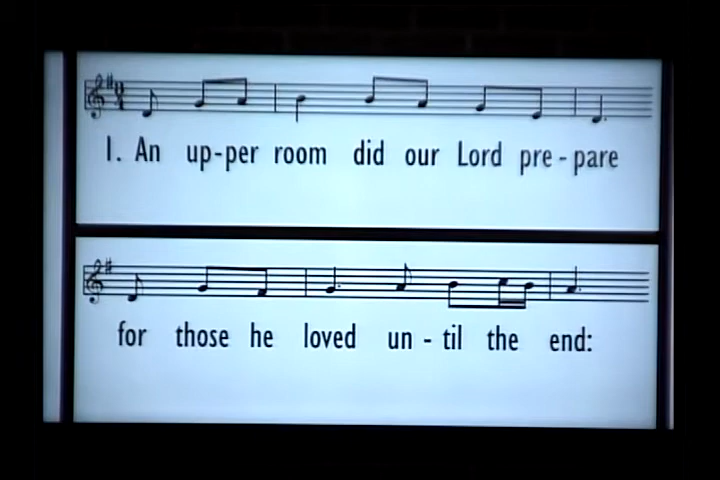 1. An up-per room did our Lord pre-pare
for those he loved un-til the end: